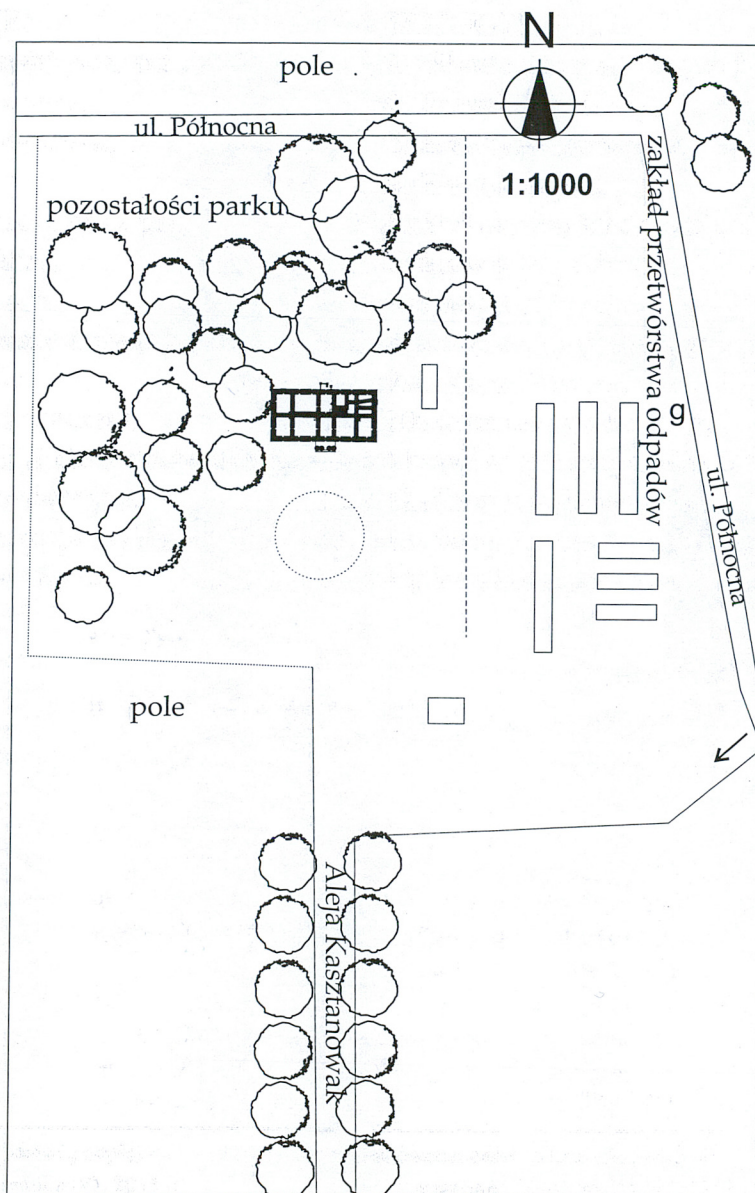 N
pole
ul. Północna
1:1000
pozostałości parku
zakład przetwórstwa odpadów
g
ul. Północna
pole
Aleja Kasztanowak